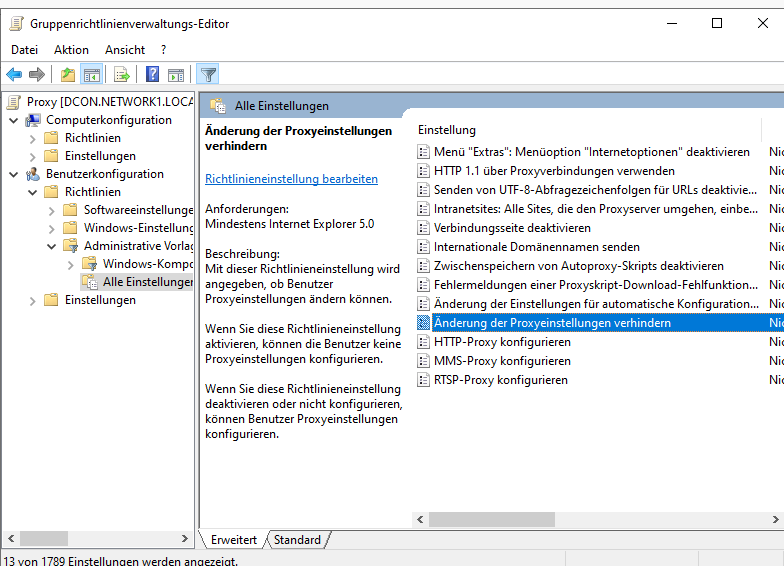 Gruppenrichtlinienverwaltungs-Editor
Datei Aktion Ansicht ?
Proxy [DCON.NETWORK1.LOCA
Computerkonfiguration
Richtlinien
Einstellungen
Benutzerkonfiguration
Richtlinien
Softwareeinstellunge
Windows-Einstellung
Administrative Vorlag
Windows-Kompo
Alle Einstellungen
Einstellungen
Alle Einstellungen
Änderung der Proxyeinstellungen
verhindern
Richtlinieneinstellung bearbeiten
Anforderungen:
Mindestens Internet Explorer 5.0
Beschreibung:
Mit dieser Richtlinieneinstellung wird
angegeben, ob Benutzer
Proxyeinstellungen ändern können.
Wenn Sie diese Richtlinieneinstellung
aktivieren, können die Benutzer keine
Proxyeinstellungen konfigurieren.
Wenn Sie diese Richtlinieneinstellung
deaktivieren oder nicht konfigurieren,
können Benutzer Proxyeinstellungen
konfigurieren.
Einstellung
Menü "Extras": Menüoption "Internetoptionen" deaktivieren Nic
HTTP 1.1 über Proxyverbindungen verwenden Nic
Senden von UTF-8-Abfragezeichenfolgen für URLs deaktivie... Nic
Intranetsites: Alle Sites, die den Proxyserver umgehen, einbe... Nic
Verbindungsseite deaktivieren Nic
Internationale Domänennamen senden Nic
Zwischenspeichern von Autoproxy-Skripts deaktivieren Nic
Fehlermeldungen einer Proxyskript-Download-Fehlfunktion... Nic
Änderung der Einstellungen für automatische Konfiguration... Nic
Änderung der Proxyeinstellungen verhindern Nic
HTTP-Proxy konfigurieren Nic
MMS-Proxy konfigurieren Nic
RTSP-Proxy konfigurieren Nic
Erweitert Standard
13 von 1789 Einstellungen werden angezeigt.